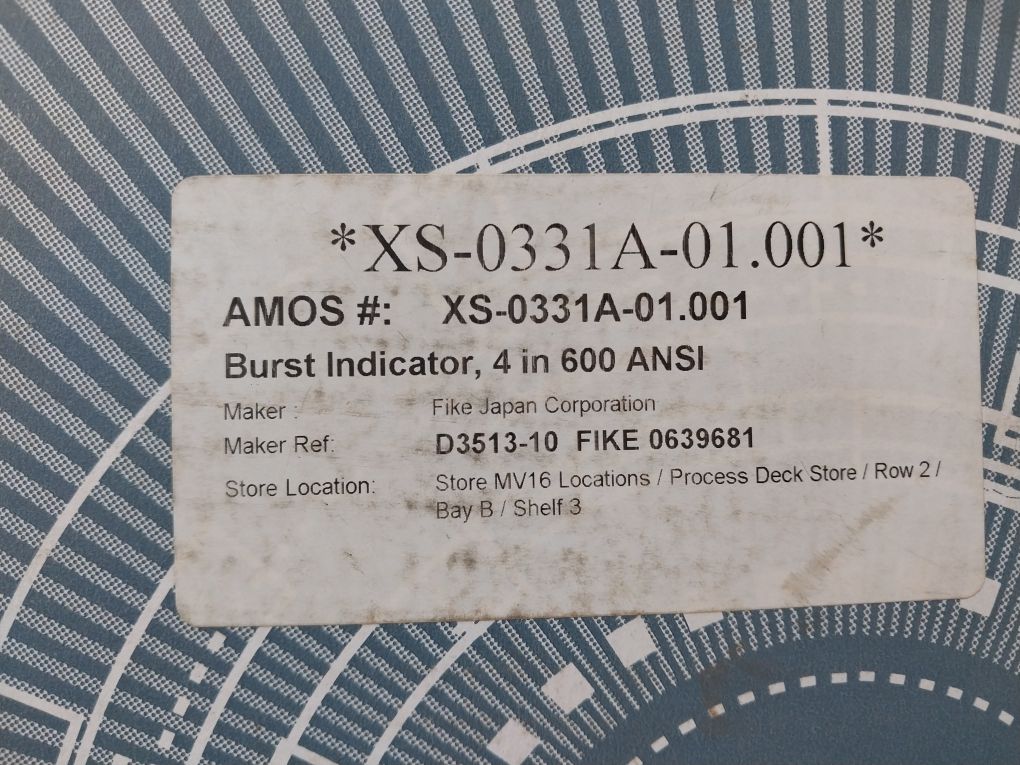 *XS-0331A-01.001*
AMOS #: XS-0331A-01.001
Burst Indicator, 4 in 600 ANSI
Maker : Fike Japan Corporation
Maker Ref: D3513-10 FIKE 0639681
Store Location: Store MV16 Locations / Process Deck Store / Row 2 /
Bay B / Shelf 3